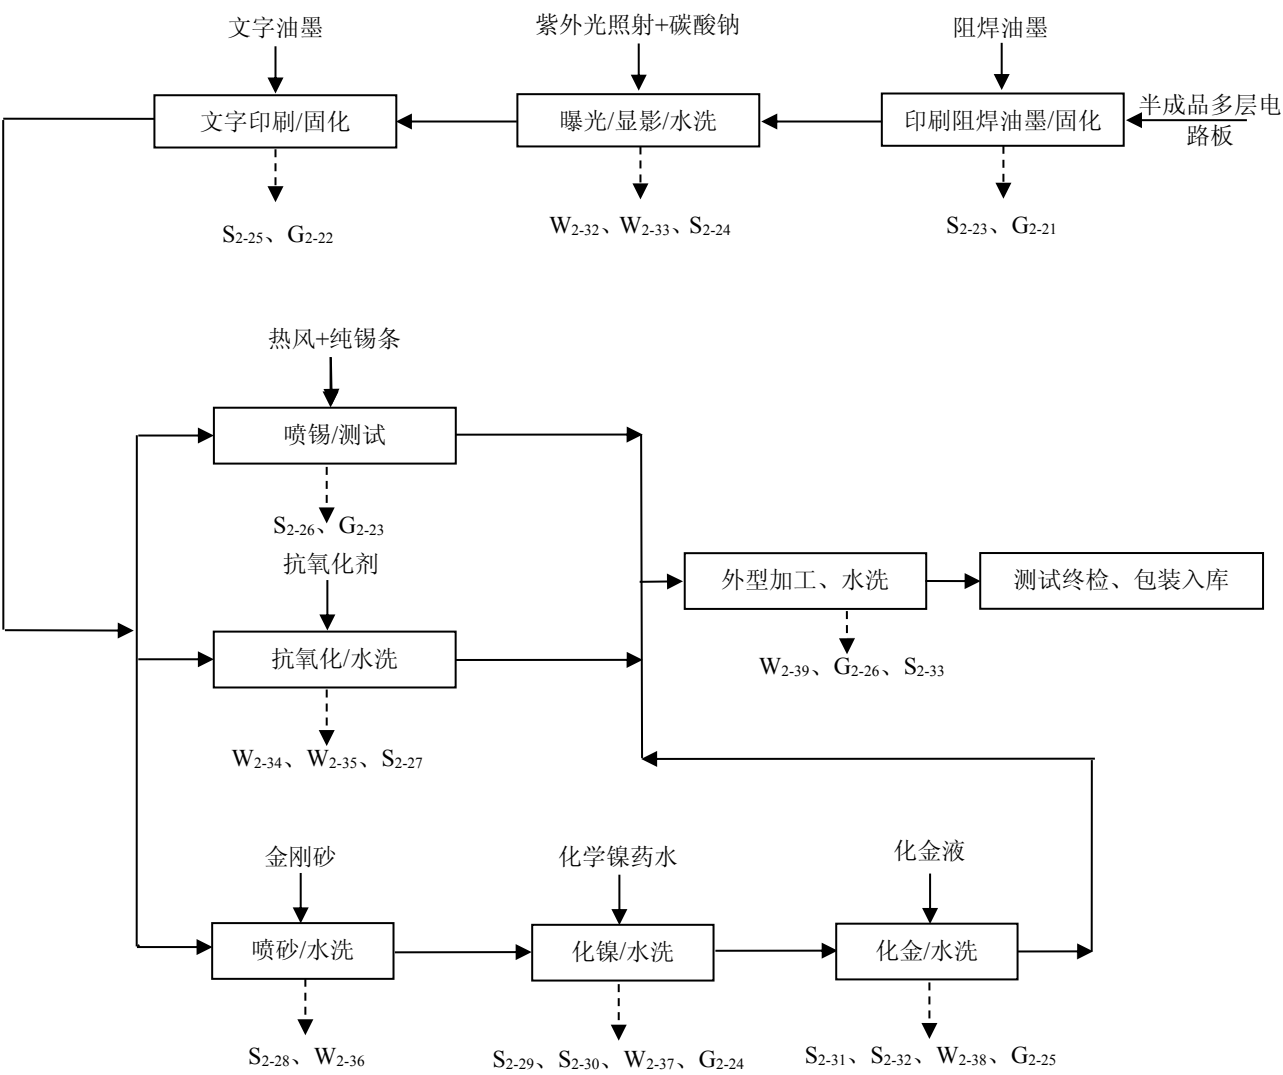 文字油墨
紫外光照射+碳酸钠
阻焊油墨
文字印刷/固化
曝光/显影/水洗
印刷阻焊油墨/固化
半成品多层电
路板
S2-25、G2-22
W2-32、W2-33、S2-24
S2-23、G2-21
热风+纯锡条
喷锡/测试
S2-26、G2-23
抗氧化剂
外型加工、水洗
测试终检、包装入库
抗氧化/水洗
W2-39、G2-26、S2-33
W2-34、W2-35、S2-27
金刚砂
化学镍药水
化金液
喷砂/水洗
化镍/水洗
化金/水洗
S2-28、W2-36
S2-29、S2-30、W2-37、G2-24
S2-31、S2-32、W2-38、G2-25